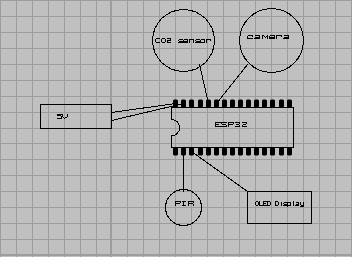 CO2 sensor
camera
5V
ESP32
PIR
OLED Display